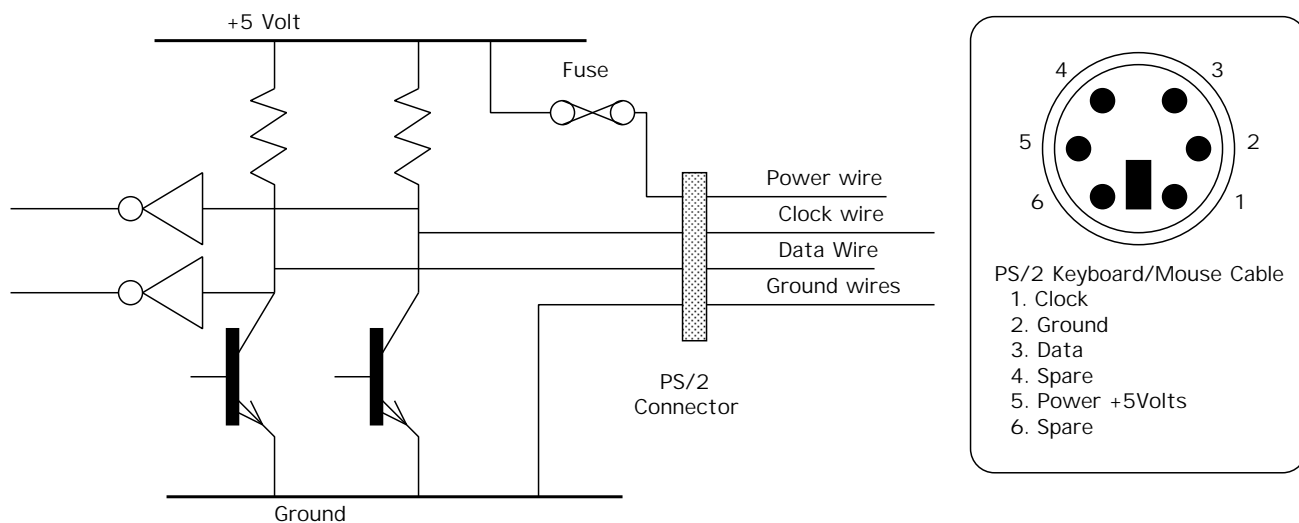 +5 Volt
Fuse
Power wire
Clock wire
Data Wire
Ground wires
PS/2
Connector
Ground
4
3
5
2
6
1
PS/2 Keyboard/Mouse Cable
1. Clock
2. Ground
3. Data
4. Spare
5. Power +5Volts
6. Spare